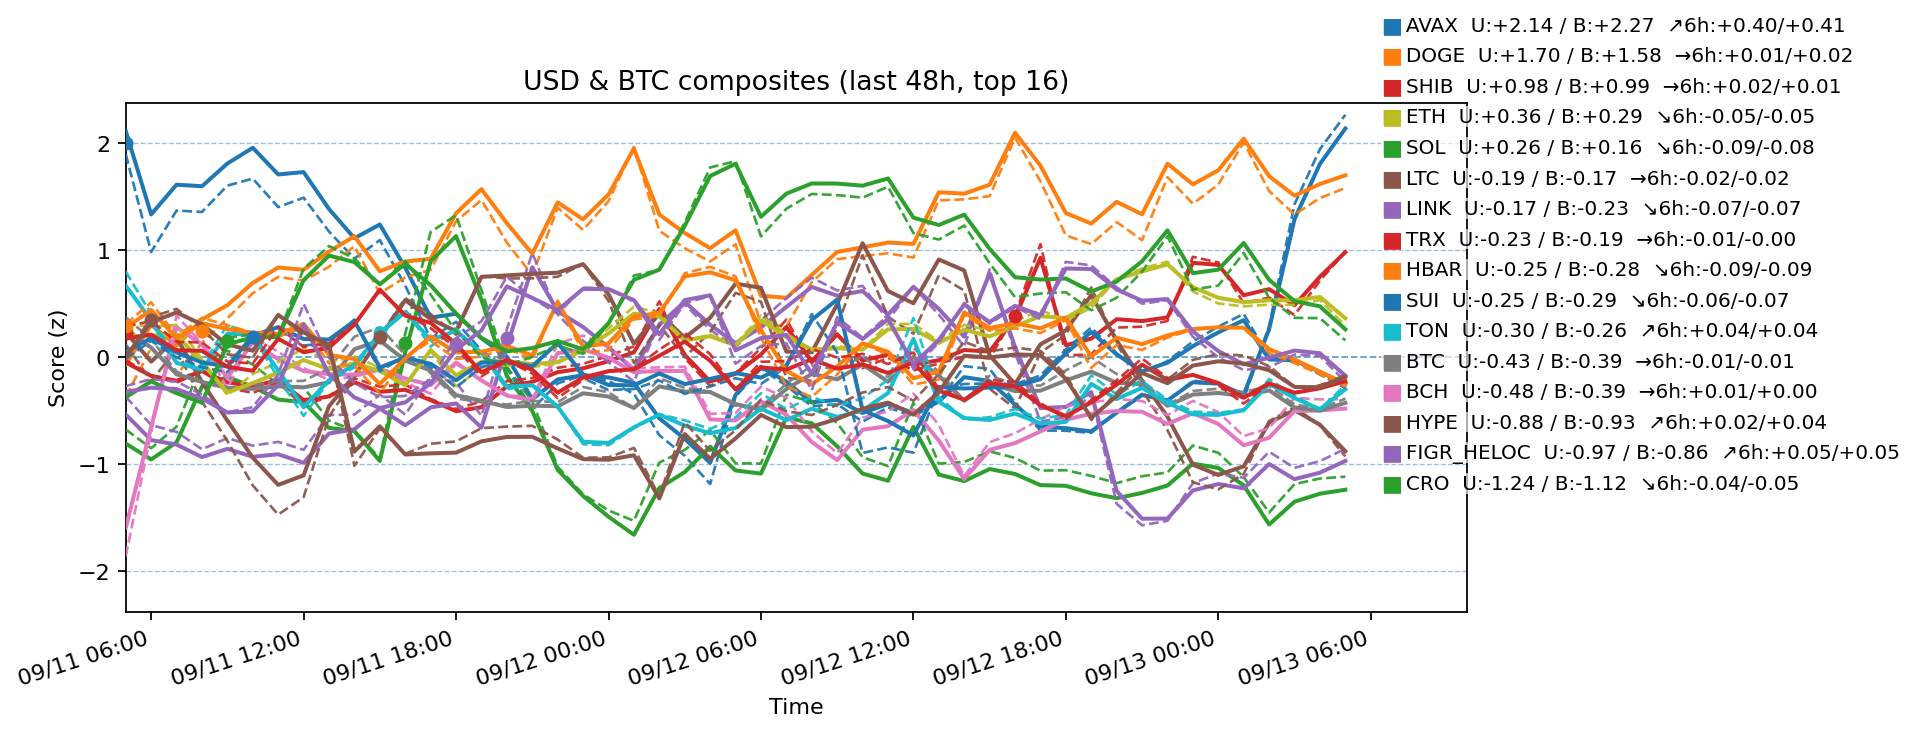 AVAX  U:+2.14 / B:+2.27  ↗6h:+0.40/+0.41
DOGE  U:+1.70 / B:+1.58  →6h:+0.01/+0.02
SHIB  U:+0.98 / B:+0.99  →6h:+0.02/+0.01
ETH  U:+0.36 / B:+0.29  ↘6h:-0.05/-0.05
SOL  U:+0.26 / B:+0.16  ↘6h:-0.09/-0.08
LTC  U:-0.19 / B:-0.17  →6h:-0.02/-0.02
LINK  U:-0.17 / B:-0.23  ↘6h:-0.07/-0.07
TRX  U:-0.23 / B:-0.19  →6h:-0.01/-0.00
HBAR  U:-0.25 / B:-0.28  ↘6h:-0.09/-0.09
SUI  U:-0.25 / B:-0.29  ↘6h:-0.06/-0.07
TON  U:-0.30 / B:-0.26  ↗6h:+0.04/+0.04
BTC  U:-0.43 / B:-0.39  →6h:-0.01/-0.01
BCH  U:-0.48 / B:-0.39  →6h:+0.01/+0.00
HYPE  U:-0.88 / B:-0.93  ↗6h:+0.02/+0.04
FIGR_HELOC  U:-0.97 / B:-0.86  ↗6h:+0.05/+0.05
CRO  U:-1.24 / B:-1.12  ↘6h:-0.04/-0.05
USD & BTC composites (last 48h, top 16)
Score (z)
2
1
0
−1
−2
09/11 06:00
09/11 12:00
09/11 18:00
09/12 00:00
09/12 06:00
09/12 12:00
09/12 18:00
09/13 00:00
09/13 06:00
Time